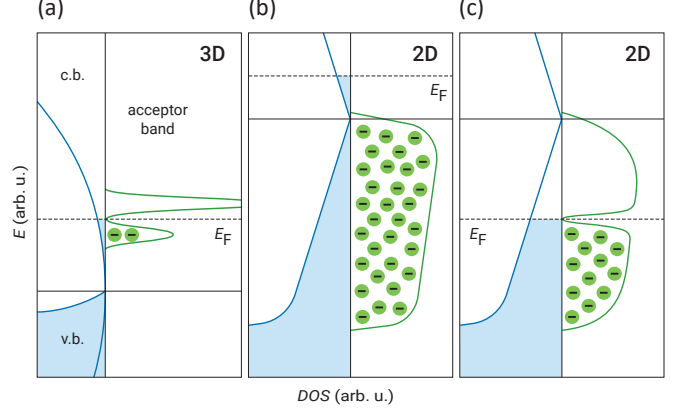 (a)
(b)
(c)
3D
2D
2D
c.b.
acceptor
band
E_F
E_F
E_F
v.b.
E (arb. u.)
DOS (arb. u.)